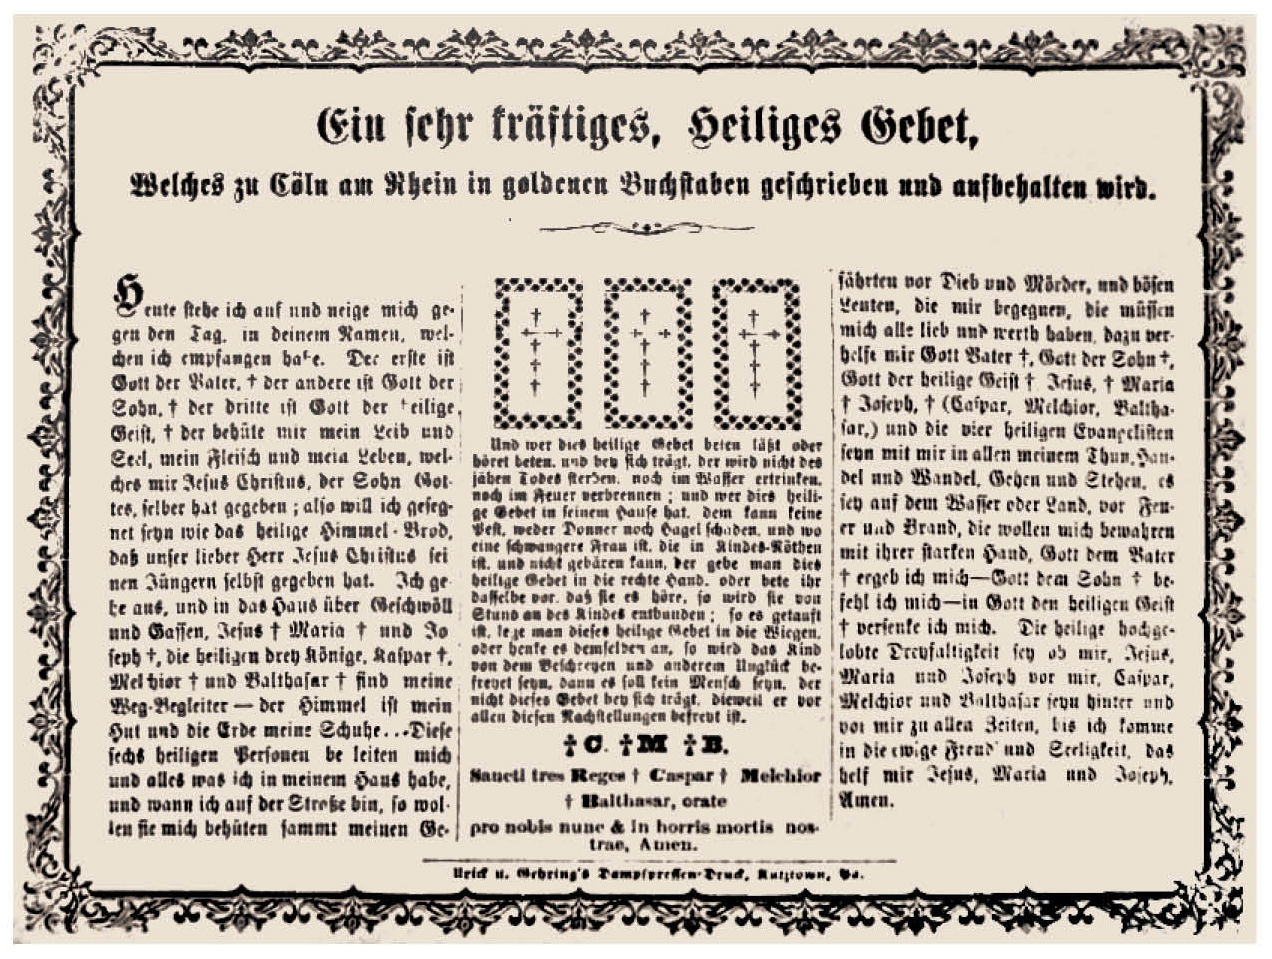 Ein sehr kräftiges, Heiliges Gebet,
Welches zu Cöln am Rhein in goldenen Buchstaben geschrieben und aufbehalten wird.
Heute stehe ich auf und neige mich ge-
gen den Tag, in deinem Namen, wel-
chen ich empfangen habe. Der erste ist
Gott der Vater, † der andere ist Gott der
Sohn, † der dritte ist Gott der heilige
Geist, † der behüte mir mein Leib und
Seel, mein Fleisch und mein Leben, wel-
ches mir Jesus Christus, der Sohn Got-
tes, selber hat gegeben; also will ich geseg-
net seyn wie das heilige Himmel-Brod,
daß unser lieber Herr Jesus Christus sei
nen Jüngern selbst gegeben hat. Ich ge-
he aus, und in das Haus über Geschwöll
und Gassen, Jesus † Maria † und Jo
seph †, die heiligen drey Könige, Kaspar †,
Melchior † und Balthasar † sind meine
Weg-Begleiter — der Himmel ist mein
Hut und die Erde meine Schuhe...Diese
sechs heiligen Personen be leiten mich
und alles was ich in meinem Haus habe,
und wann ich auf der Straße bin, so wol-
len sie mich behüten sammt meinen Ge-
Und wer dies heilige Gebet beten läßt oder
höret beten, und bey sich trägt, der wird nicht des
jähen Todes sterben, noch im Wasser ertrinken,
noch im Feuer verbrennen; und wer dies heili-
ge Gebet in seinem Hause hat, dem kann keine
Pest, weder Donner noch Hagel schaden, und wo
eine schwangere Frau ist, die in Kindes-Nöthen
ist, und nicht gebären kann, der gebe man dies
heilige Gebet in die rechte Hand, oder bete ihr
dasselbe vor, daß sie es höre, so wird sie von
Stund an des Kindes entbunden; so es getauft
ist, lege man dieses heilige Gebet in die Wiegen,
oder henke es demselben an, so wird das Kind
von dem Beschreyen und anderem Unglück be-
freyet seyn, dann es soll kein Mensch seyn, der
nicht dieses Gebet bey sich trägt, dieweil er vor
allen diesen Nachstellungen befreyt ist.
†C. †M †B.
Sancti tres Reges † Caspar † Melchior
† Balthasar, orate
pro nobis nunc & in horris mortis nos-
trae, Amen.
fährten vor Dieb und Mörder, und bösen
Leuten, die mir begegnen, die müssen
mich alle lieb und werth haben, dazu ver-
helfe mir Gott Vater †, Gott der Sohn †,
Gott der heilige Geist † Jesus, † Maria
† Joseph, † (Caspar, Melchior, Baltha-
sar,) und die vier heiligen Evangelisten
seyn mit mir in allen meinem Thun, Han-
del und Wandel, Gehen und Stehen, es
sey auf dem Wasser oder Land, vor Feu-
er und Brand, die wollen mich bewahren
mit ihrer starken Hand, Gott dem Vater
† ergeb ich mich—Gott dem Sohn † be-
fehl ich mich—in Gott den heiligen Geist
† versenke ich mich. Die heilige hochge-
lobte Dreyfaltigkeit sey ob mir, Jesus,
Maria und Joseph vor mir, Caspar,
Melchior und Balthasar seyn hinter und
vor mir zu allen Zeiten, bis ich komme
in die ewige Freud und Seeligkeit, das
helf mir Jesus, Maria und Joseph,
Amen.
Urick u. Gehring's Dampfpressen-Druck, Kutztown, Pa.